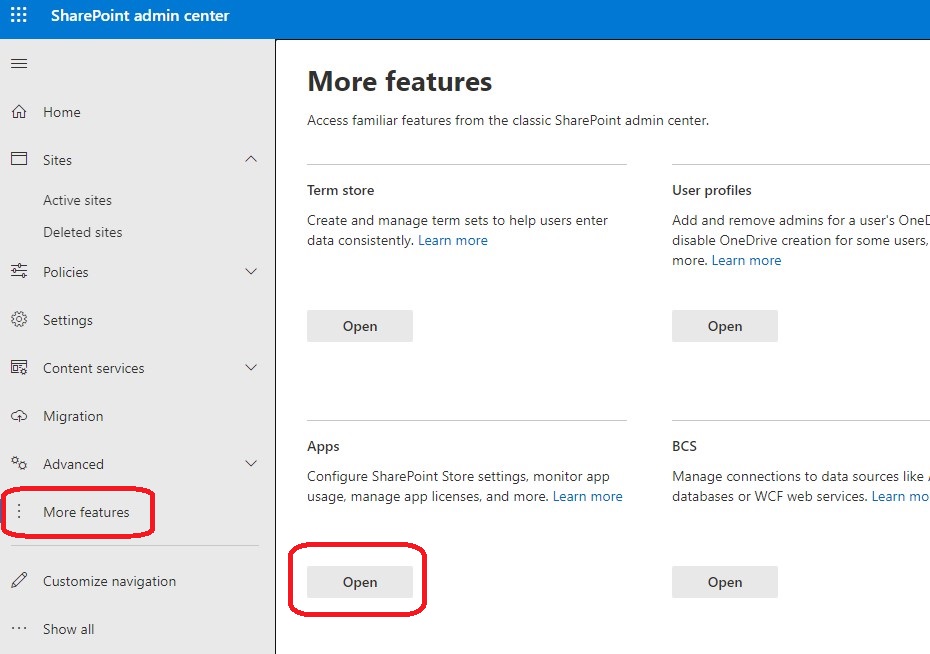 SharePoint admin center
Home
Sites
Active sites
Deleted sites
Policies
Settings
Content services
Migration
Advanced
More features
Customize navigation
Show all
More features
Access familiar features from the classic SharePoint admin center.
Term store
Create and manage term sets to help users enter
data consistently. Learn more
Open
User profiles
Add and remove admins for a user's OneD
disable OneDrive creation for some users,
more. Learn more
Open
Apps
Configure SharePoint Store settings, monitor app
usage, manage app licenses, and more. Learn more
Open
BCS
Manage connections to data sources like
databases or WCF web services. Learn mo
Open